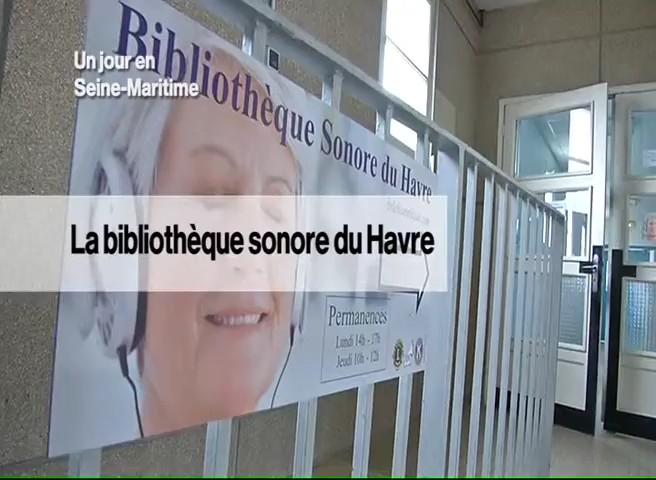 Un jour en
Seine-Maritime
Bibliothèque Sonore du Havre
La bibliothèque sonore du Havre
Permanences
Lundi 14h - 17h
Jeudi 10h - 12h